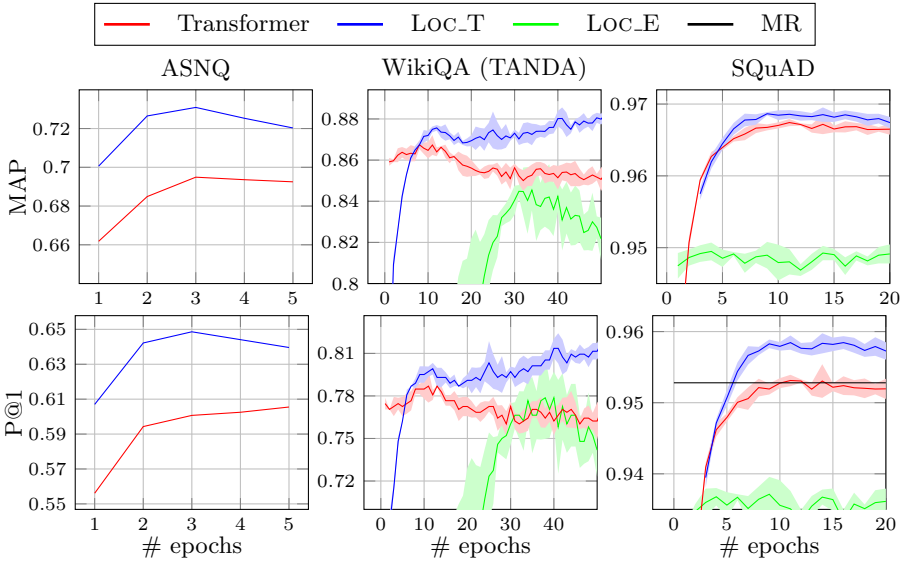 Transformer LOC_T LOC_E MR
ASNQ WikiQA (TANDA) SQuAD
MAP
0.72
0.7
0.68
0.66
1 2 3 4 5
0.88
0.86
0.84
0.82
0.8
0 10 20 30 40
0.97
0.96
0.95
0 5 10 15 20
P@1
0.65
0.63
0.61
0.59
0.57
0.55
1 2 3 4 5
# epochs
0.81
0.78
0.75
0.72
0 10 20 30 40
# epochs
0.96
0.95
0.94
0 5 10 15 20
# epochs